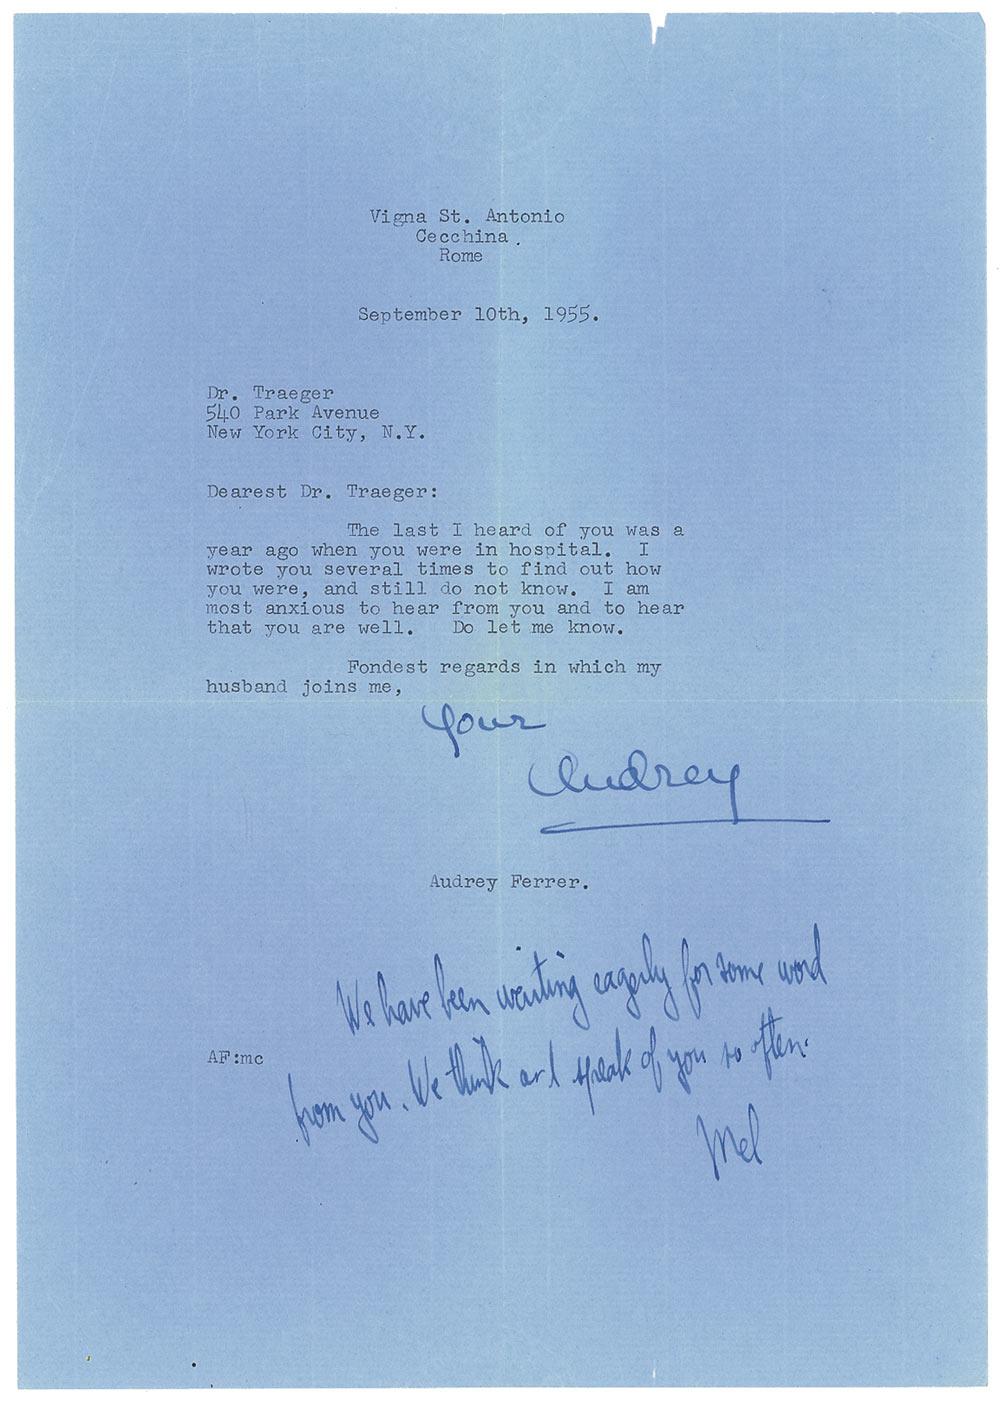 Vigna St. Antonio
Cecchina.
Rome
September 10th, 1955.
Dr. Traeger
540 Park Avenue
New York City, N.Y.
Dearest Dr. Traeger:
The last I heard of you was a
year ago when you were in hospital. I
wrote you several times to find out how
you were, and still do not know. I am
most anxious to hear from you and to hear
that you are well. Do let me know.
Fondest regards in which my
husband joins me,
Your
Audrey
Audrey Ferrer.
We have been waiting eagerly for some word
AF:mc
from you. We think and speak of you so often.
Mel